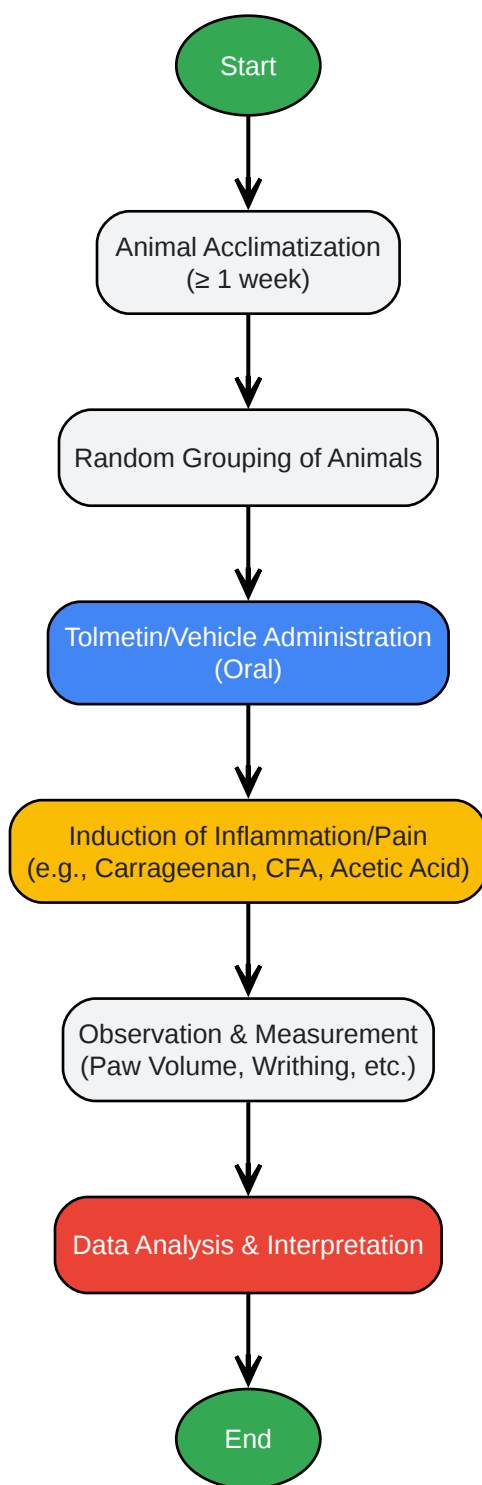 Start
Animal Acclimatization
(≥ 1 week)
Random Grouping of Animals
Tolmetin/Vehicle Administration
(Oral)
Induction of Inflammation/Pain
(e.g., Carrageenan, CFA, Acetic Acid)
Observation & Measurement
(Paw Volume, Writhing, etc.)
Data Analysis & Interpretation
End